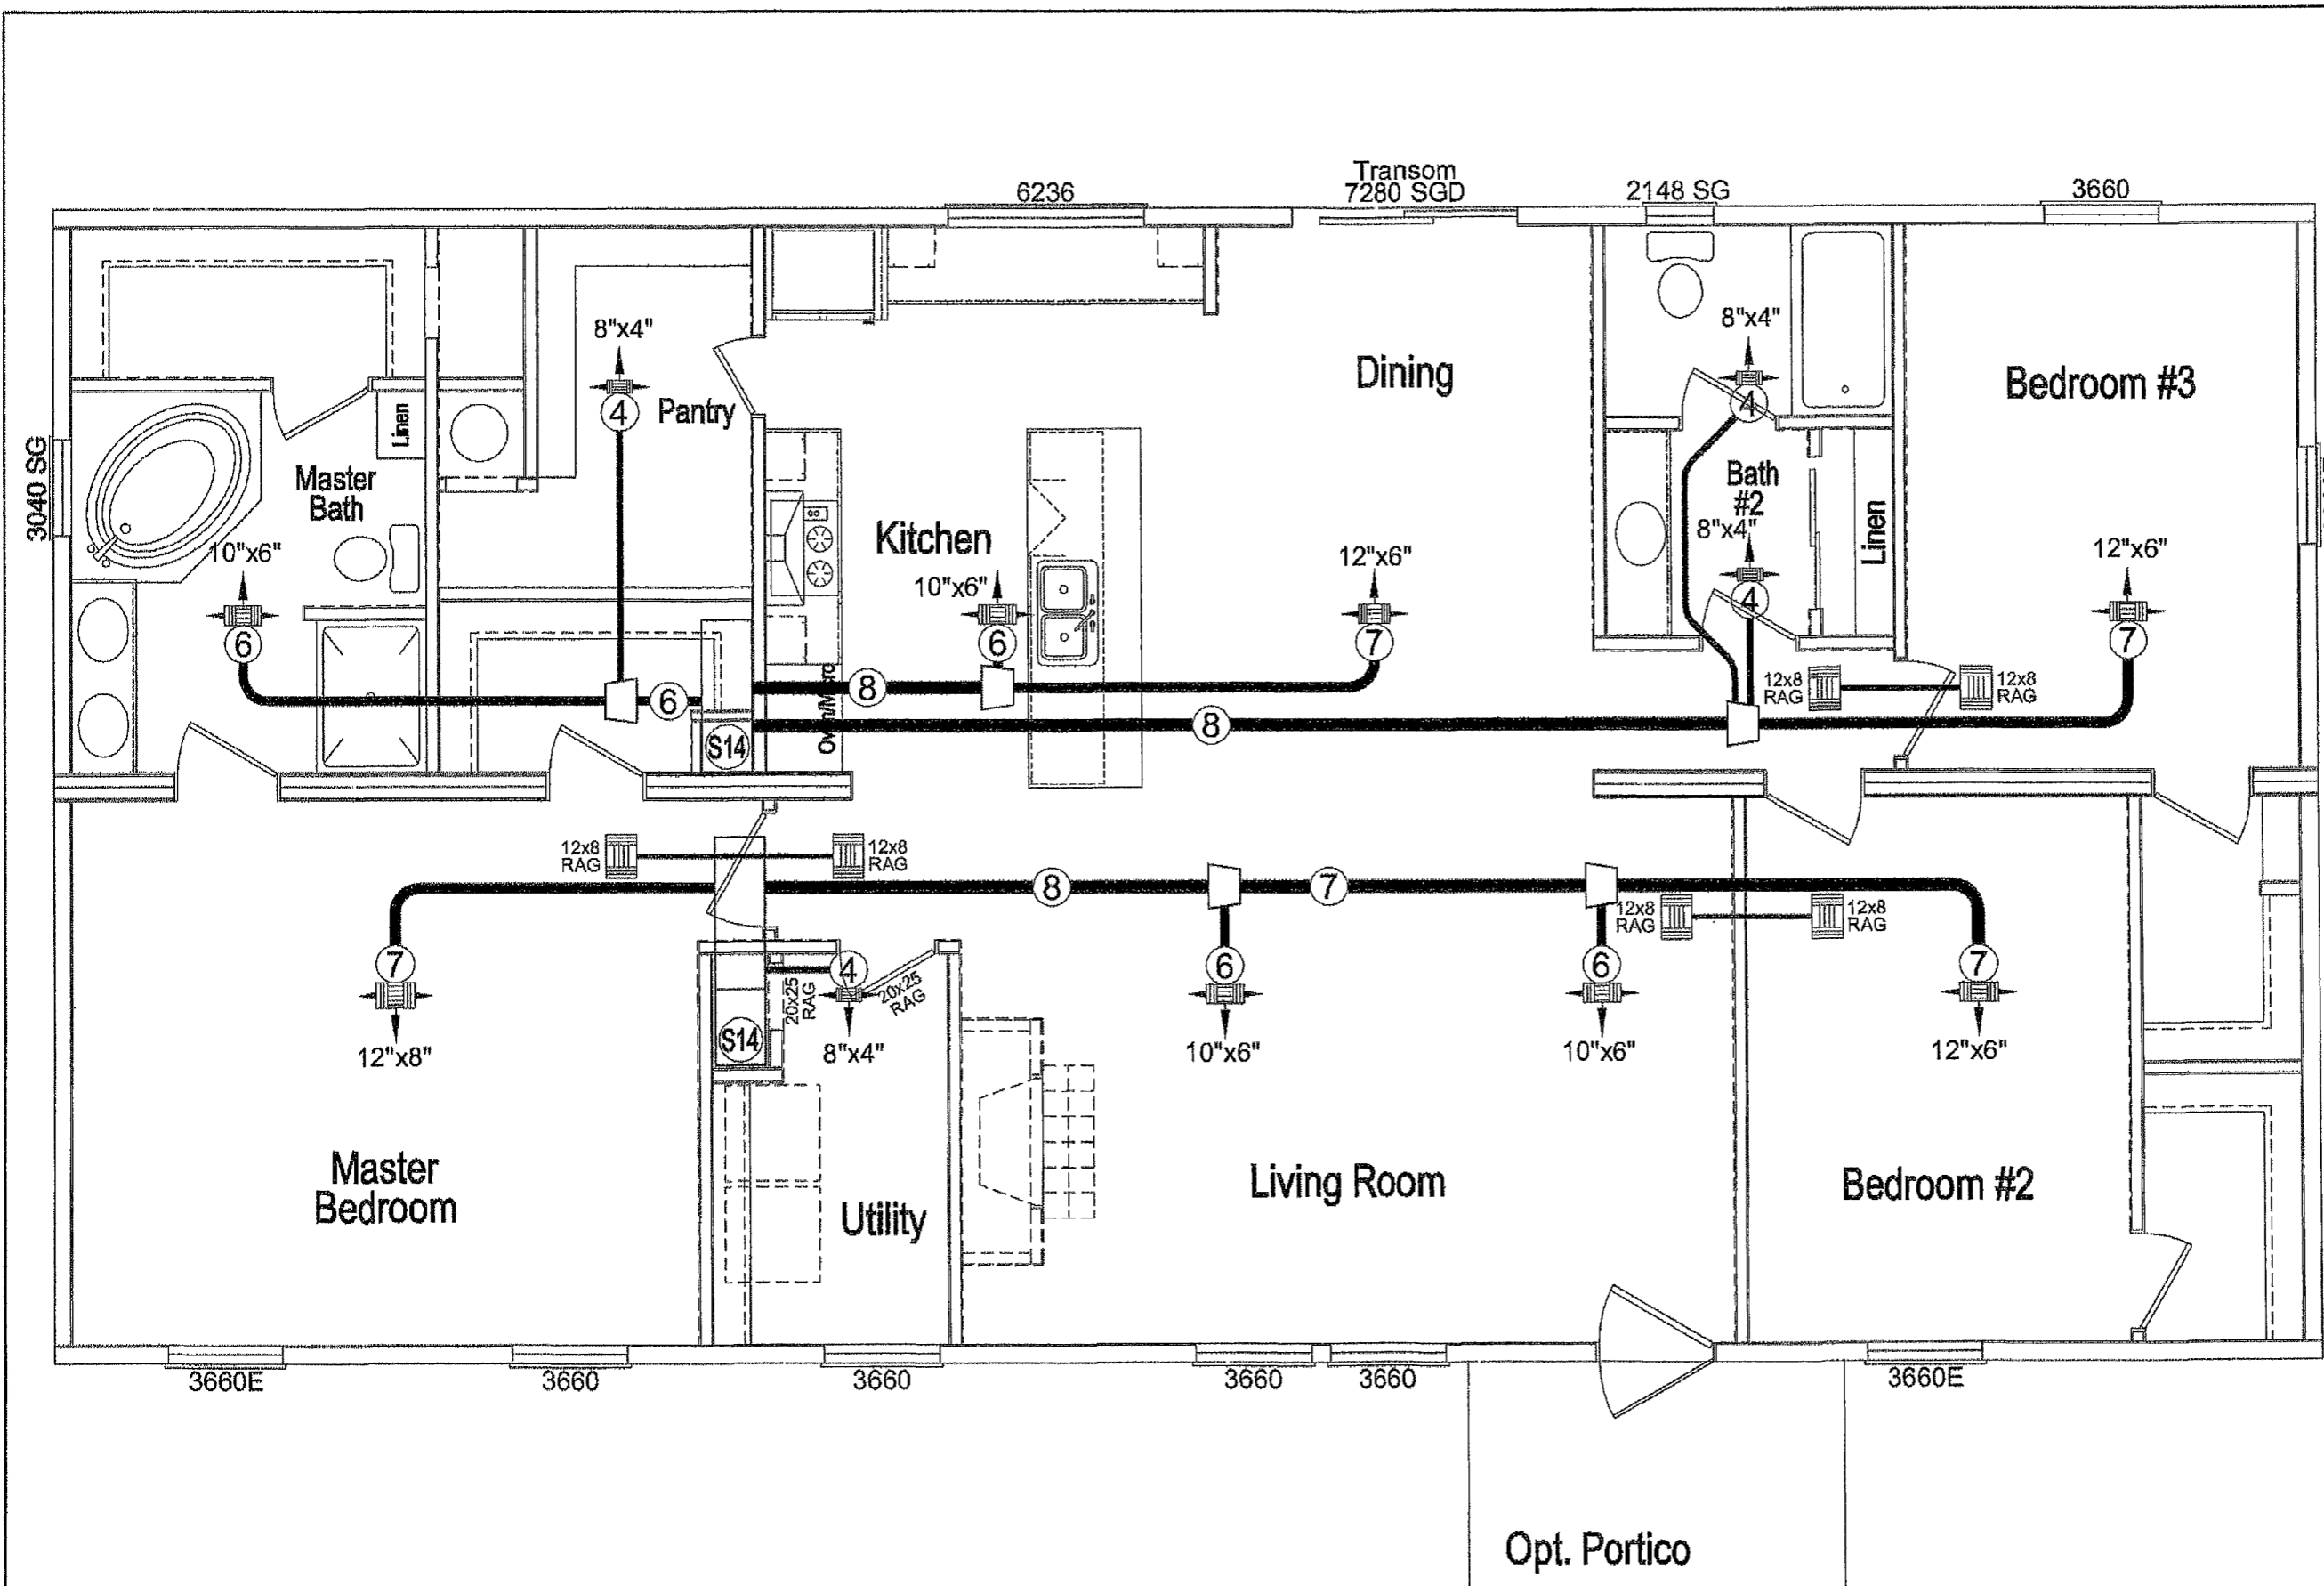 Transom
6236
7280 SGD
2148 SG
3660
8"x4"
8"x4"
4
Pantry
Dining
4
Bedroom #3
Linen
3040 SG
Master
Bath
Bath
#2
8"x4"
Linen
Kitchen
10"x6"
10"x6"
12"x6"
12"x6"
4
6
6
7
7
12x8
RAG
12x8
RAG
6
8
Oven/Micro
8
S14
12x8
RAG
12x8
RAG
8
7
12x8
RAG
12x8
RAG
7
4
6
6
7
20x25
RAG
20x25
RAG
S14
12"x8"
8"x4"
10"x6"
10"x6"
12"x6"
Master
Bedroom
Utility
Living Room
Bedroom #2
3660E
3660
3660
3660
3660
3660E
Opt. Portico